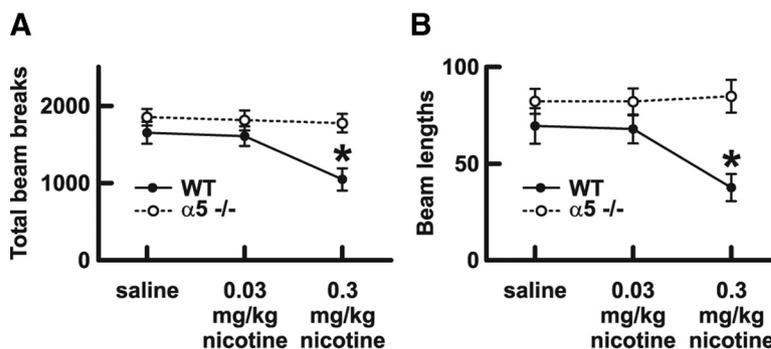 A
Total beam breaks
2000
1000
0
WT
α5 -/-
*
saline
0.03
mg/kg
nicotine
0.3
mg/kg
nicotine
B
Beam lengths
100
50
0
WT
α5 -/-
*
saline
0.03
mg/kg
nicotine
0.3
mg/kg
nicotine